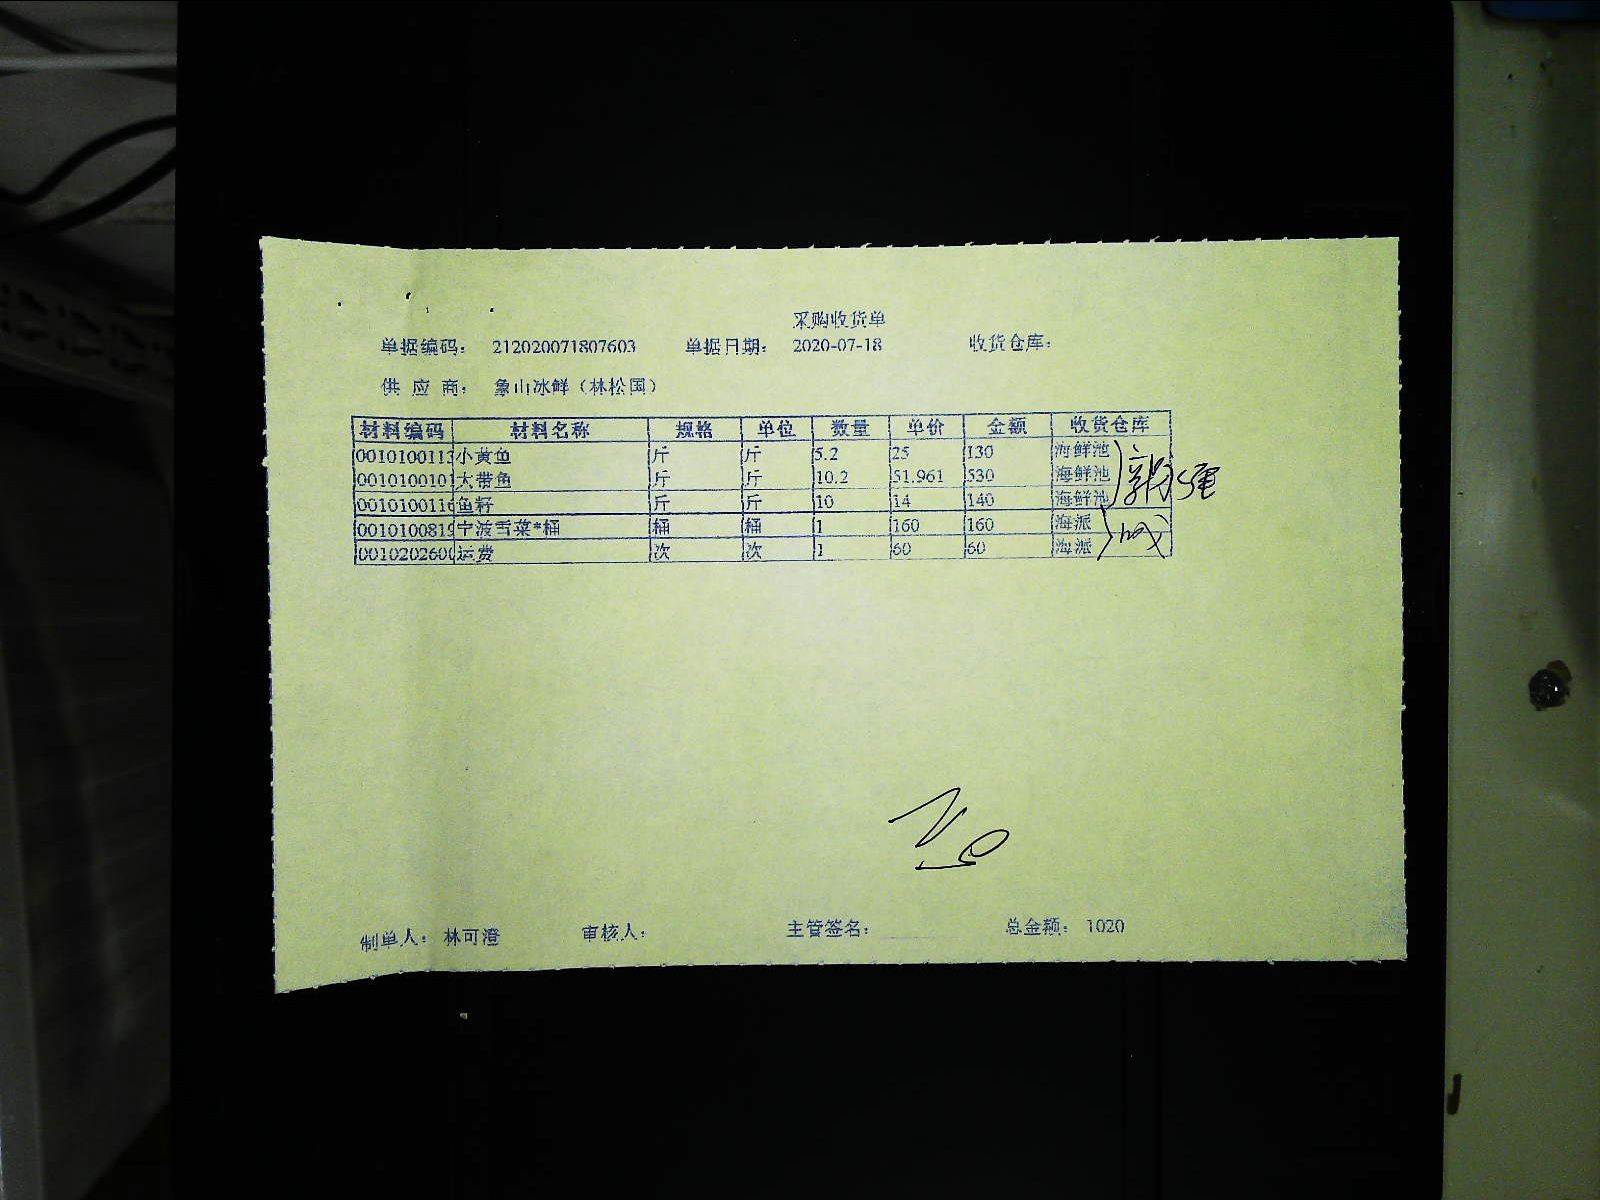 采购收货单
单据编码： 212020071807603 单据日期： 2020-07-18 收货仓库：
供 应 商： 象山冰鲜（林松国）
材料编码 材料名称 规格 单位 数量 单价 金额 收货仓库
001010011 小黄鱼 斤 斤 5.2 25 130 海鲜池
001010010 大带鱼 斤 斤 10.2 51.961 530 海鲜池
001010011 鱼籽 斤 斤 10 14 140 海鲜池
001010081 宁波雪菜*桶 桶 桶 1 160 160 海派
001020260 运费 次 次 1 60 60 海派
制单人： 林可澄 审核人： 主管签名： 总金额： 1020